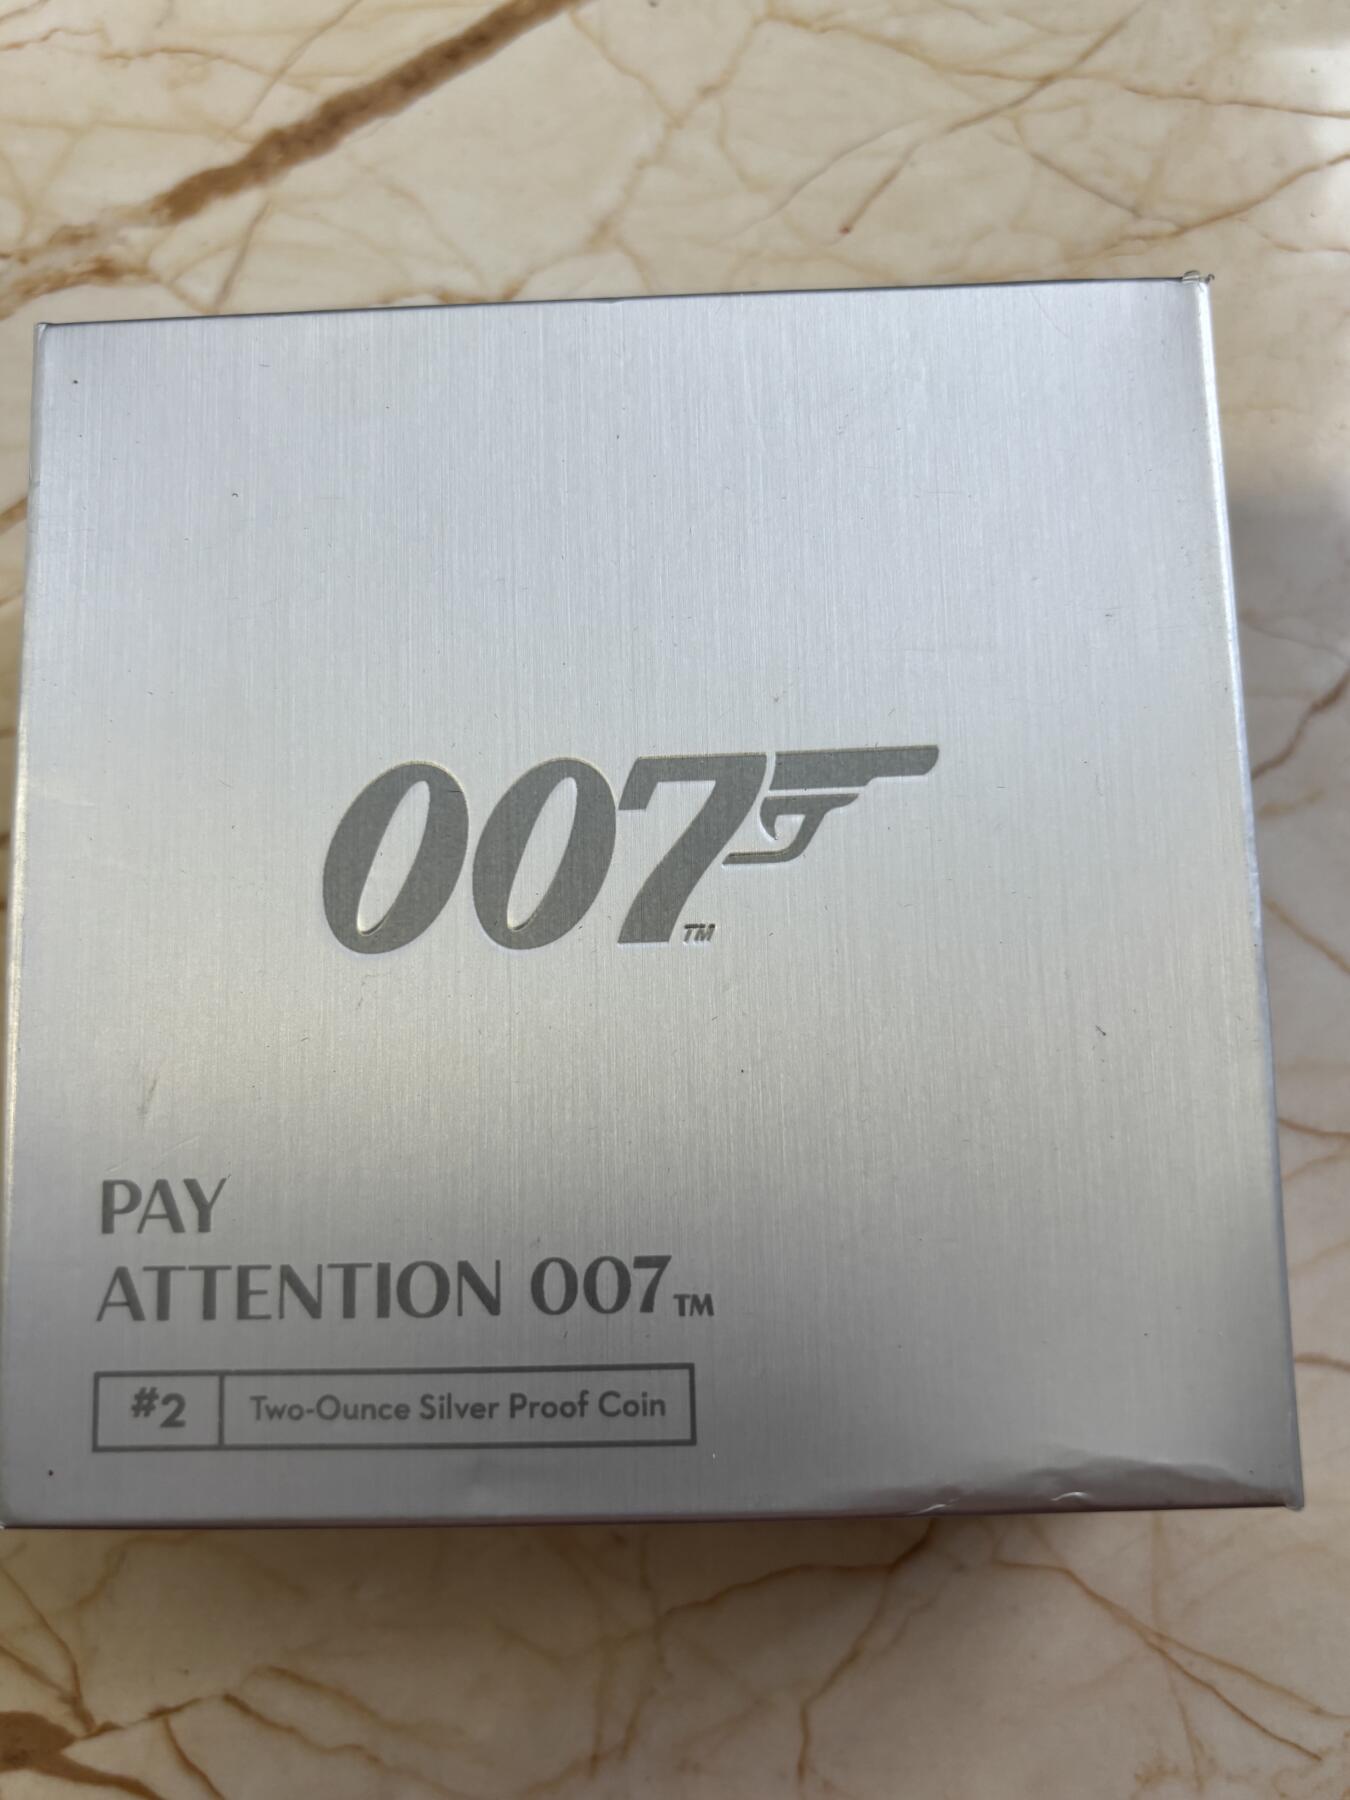 007™
PAY
ATTENTION 007™
#2 Two-Ounce Silver Proof Coin